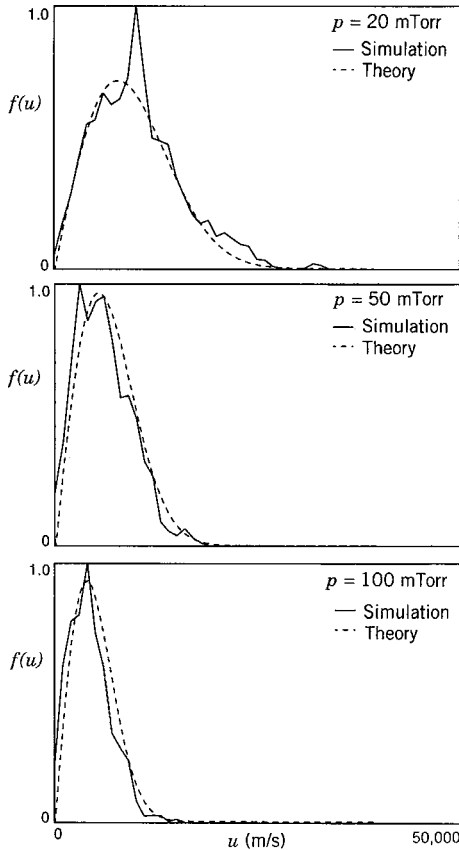 1.0
p = 20 mTorr
Simulation
Theory
f(u)
0
1.0
p = 50 mTorr
Simulation
Theory
f(u)
0
1.0
p = 100 mTorr
Simulation
Theory
f(u)
0
0
u (m/s)
50,000